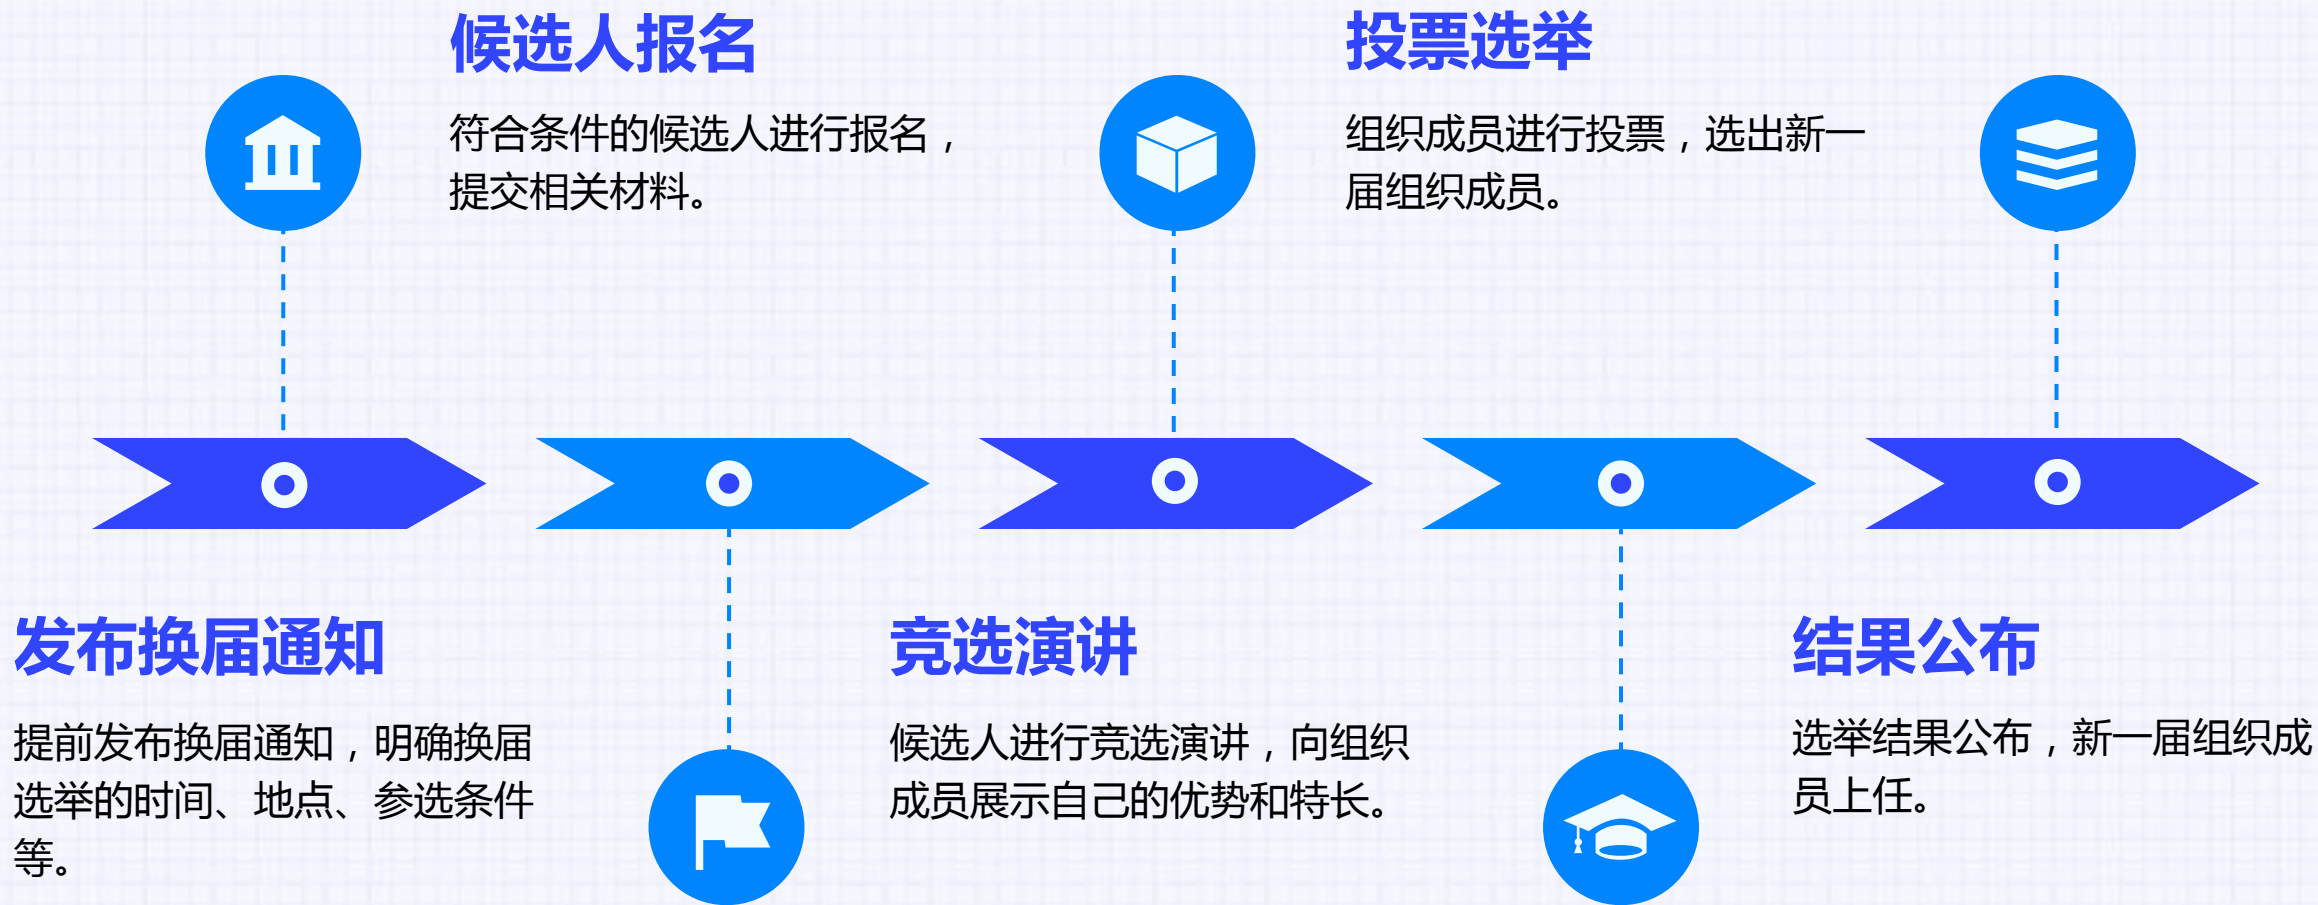 候选人报名
符合条件的候选人进行报名，
提交相关材料。
投票选举
组织成员进行投票，选出新一
届组织成员。
发布换届通知
提前发布换届通知，明确换届
选举的时间、地点、参选条件
等。
竞选演讲
候选人进行竞选演讲，向组织
成员展示自己的优势和特长。
结果公布
选举结果公布，新一届组织成
员上任。